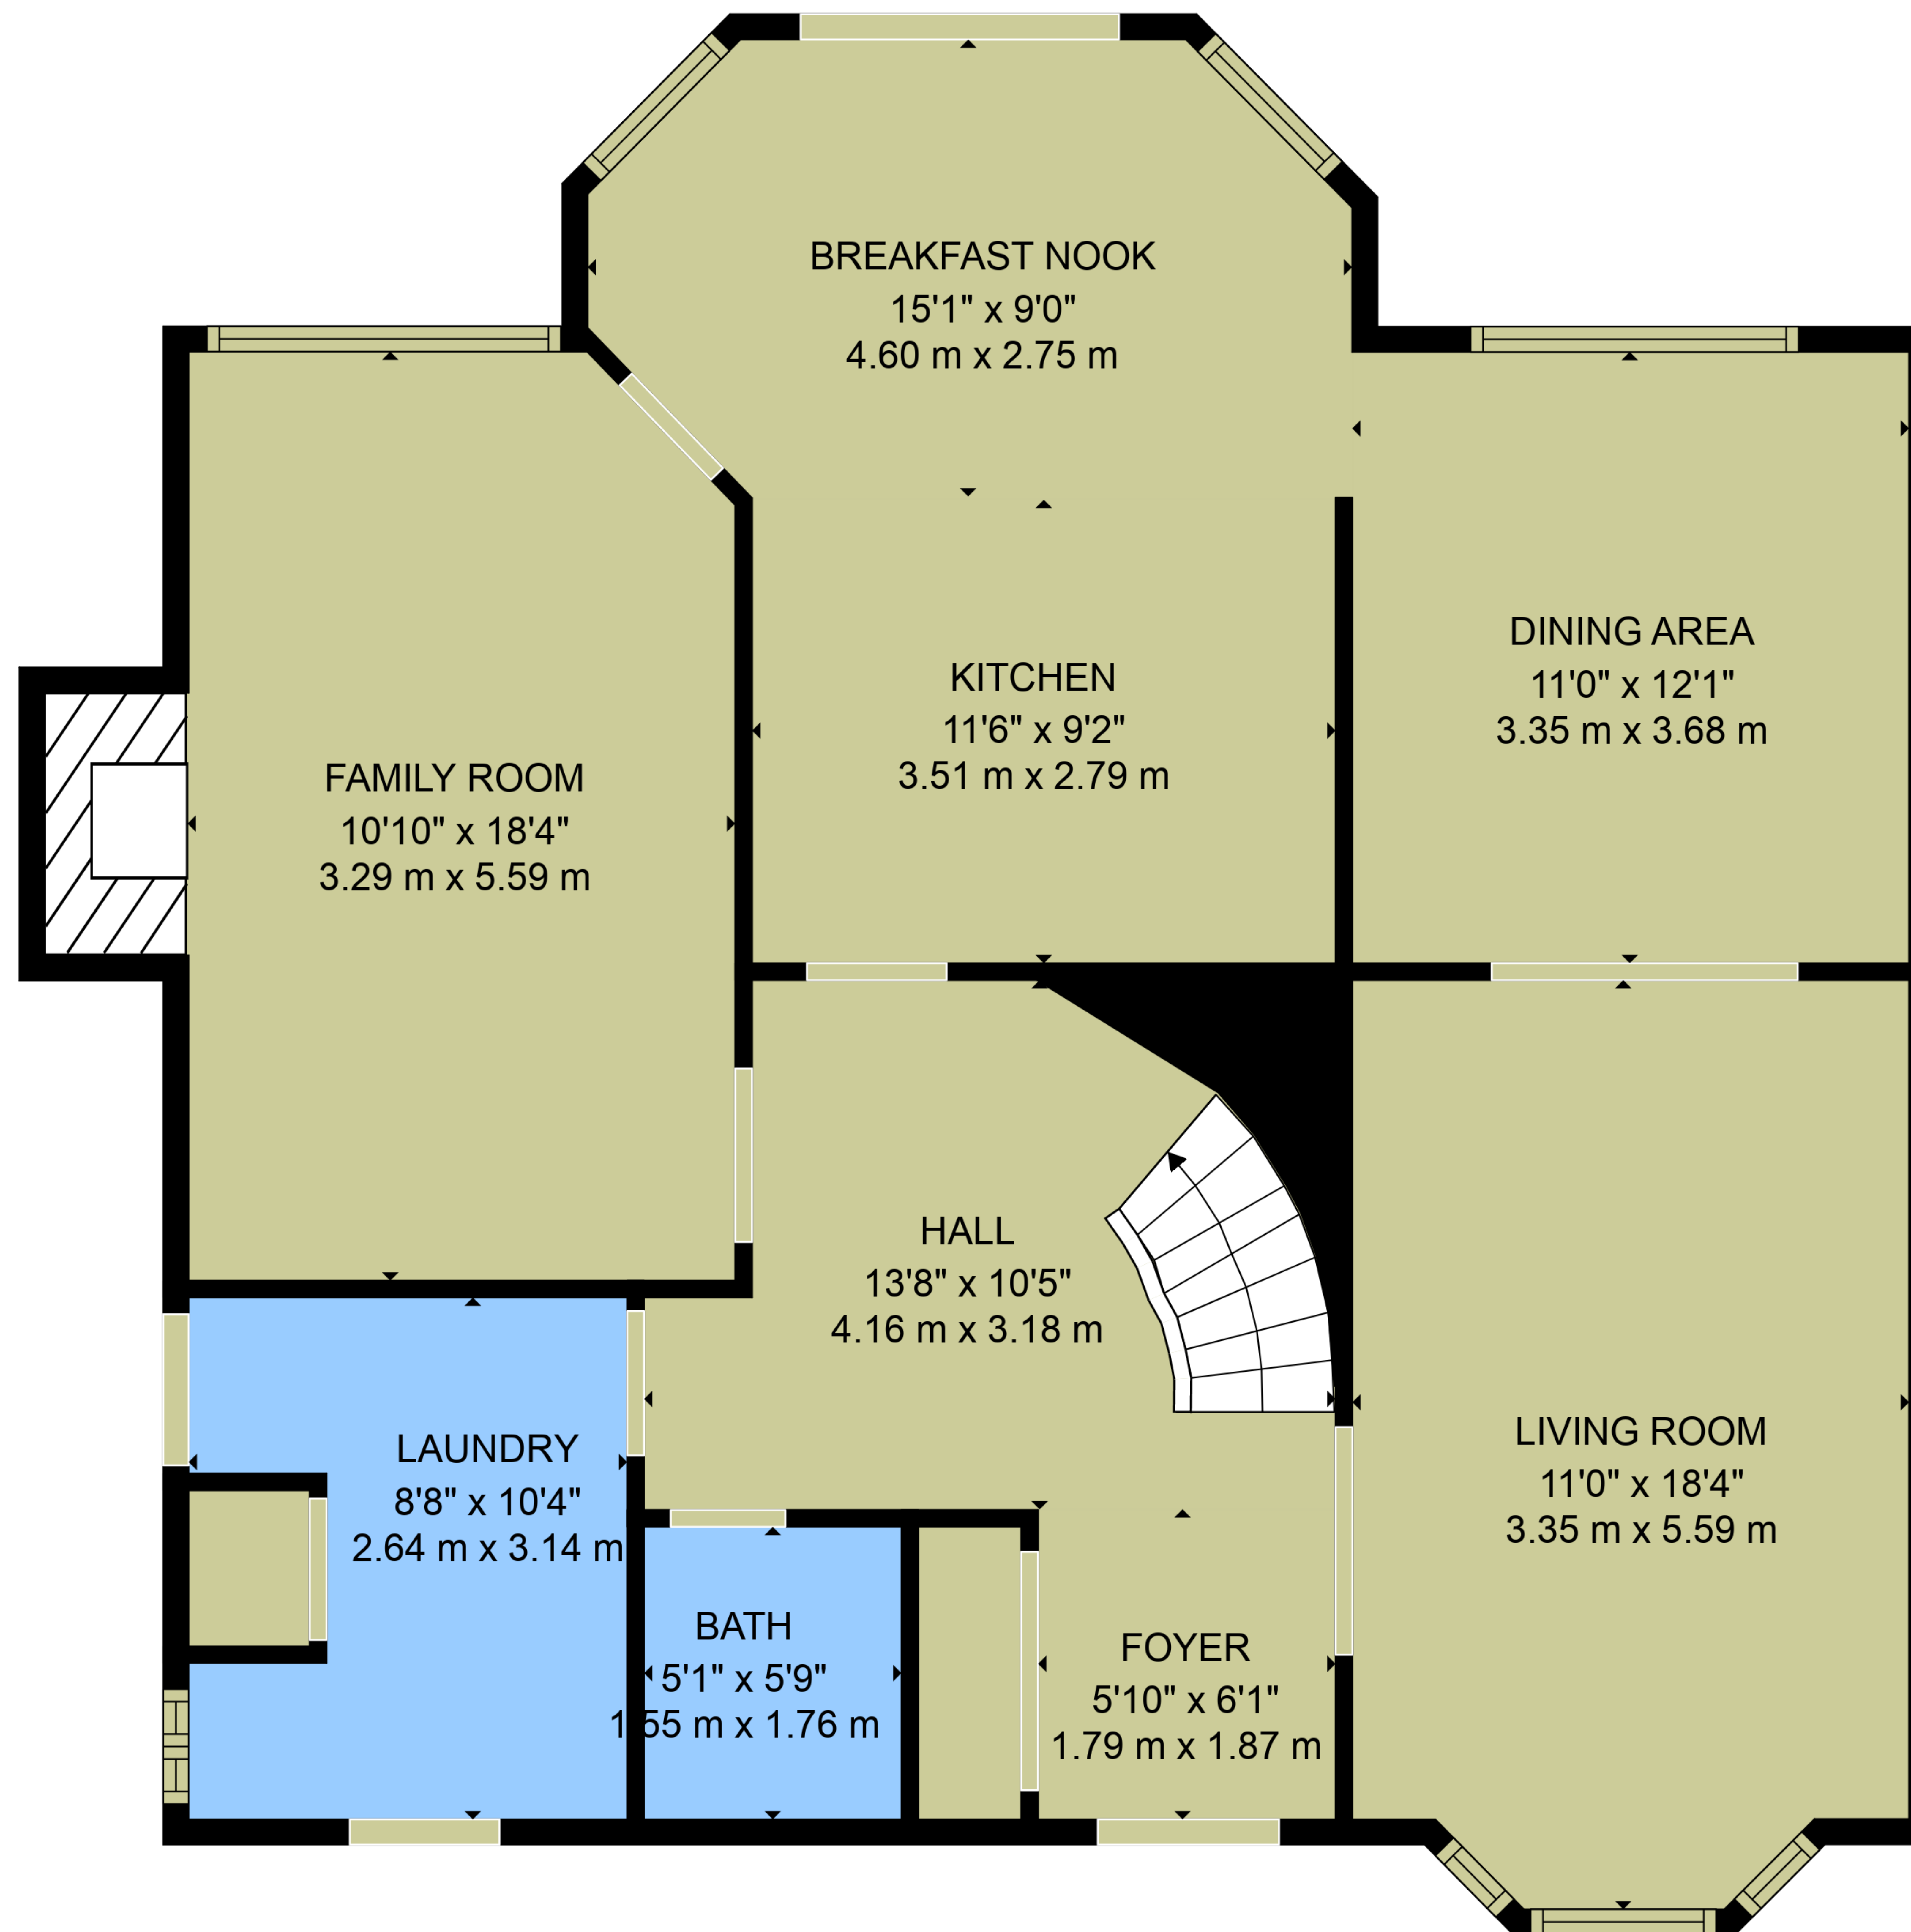 BREAKFAST NOOK
15'1" x 9'0"
4.60 m x 2.75 m
DINING AREA
11'0" x 12'1"
3.35 m x 3.68 m
KITCHEN
11'6" x 9'2"
3.51 m x 2.79 m
FAMILY ROOM
10'10" x 18'4"
3.29 m x 5.59 m
HALL
13'8" x 10'5"
4.16 m x 3.18 m
LIVING ROOM
11'0" x 18'4"
3.35 m x 5.59 m
LAUNDRY
8'8" x 10'4"
2.64 m x 3.14 m
BATH
5'1" x 5'9"
1.55 m x 1.76 m
FOYER
5'10" x 6'1"
1.79 m x 1.87 m